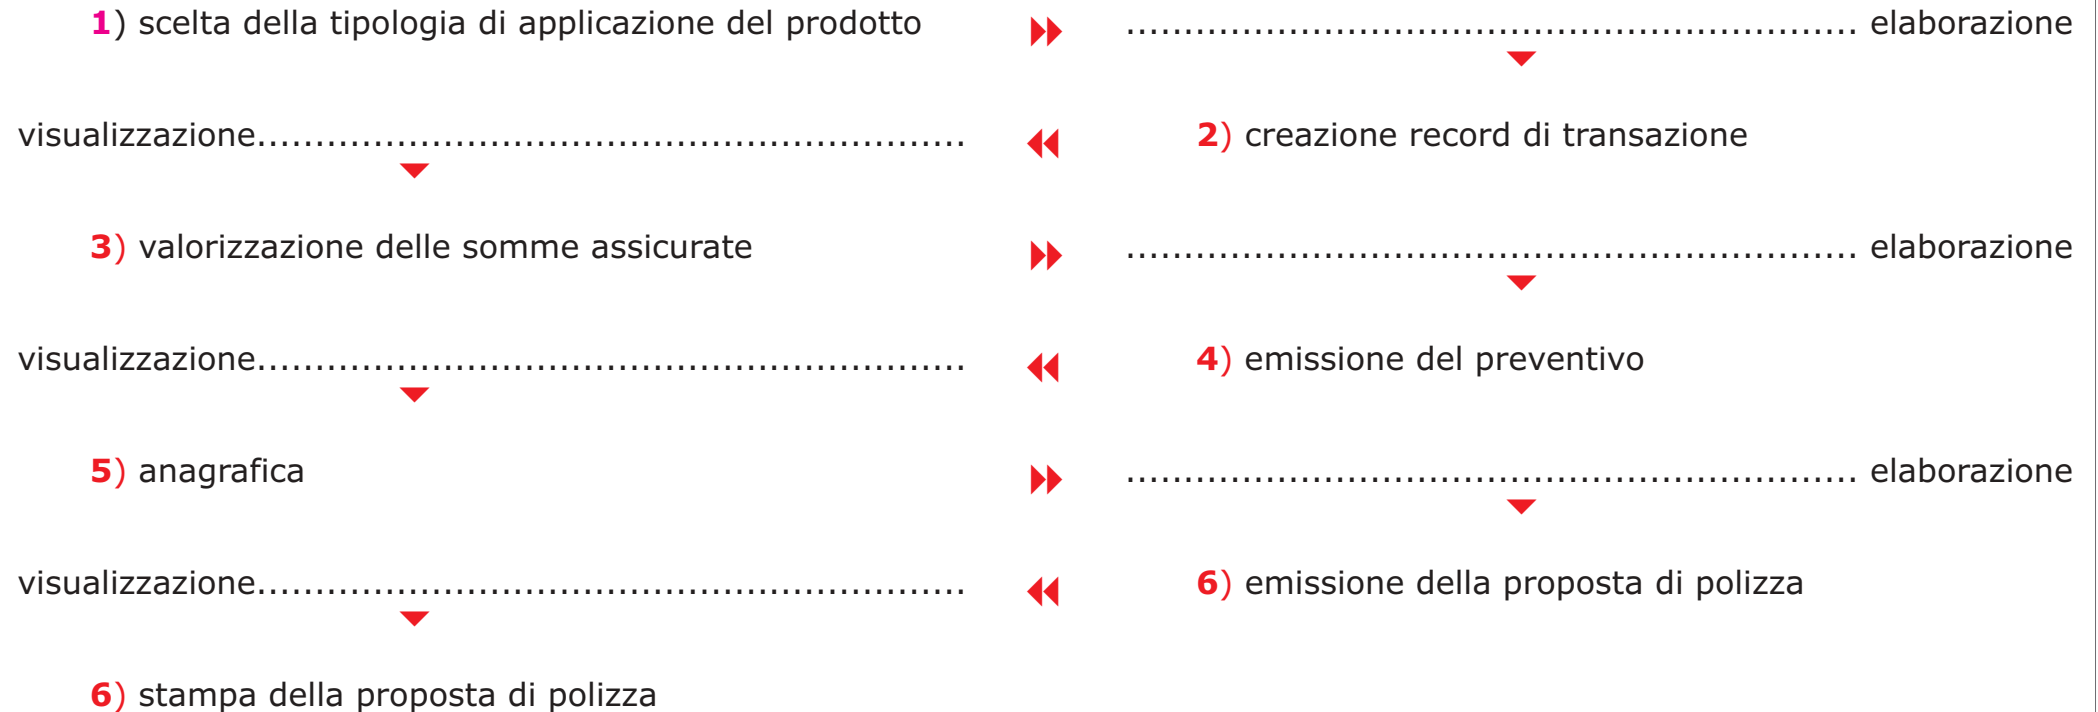 1) scelta della tipologia di applicazione del prodotto ............................................................... elaborazione
visualizzazione............................................................. 2) creazione record di transazione
3) valorizzazione delle somme assicurate ............................................................... elaborazione
visualizzazione............................................................. 4) emissione del preventivo
5) anagrafica ............................................................... elaborazione
visualizzazione............................................................. 6) emissione della proposta di polizza
6) stampa della proposta di polizza